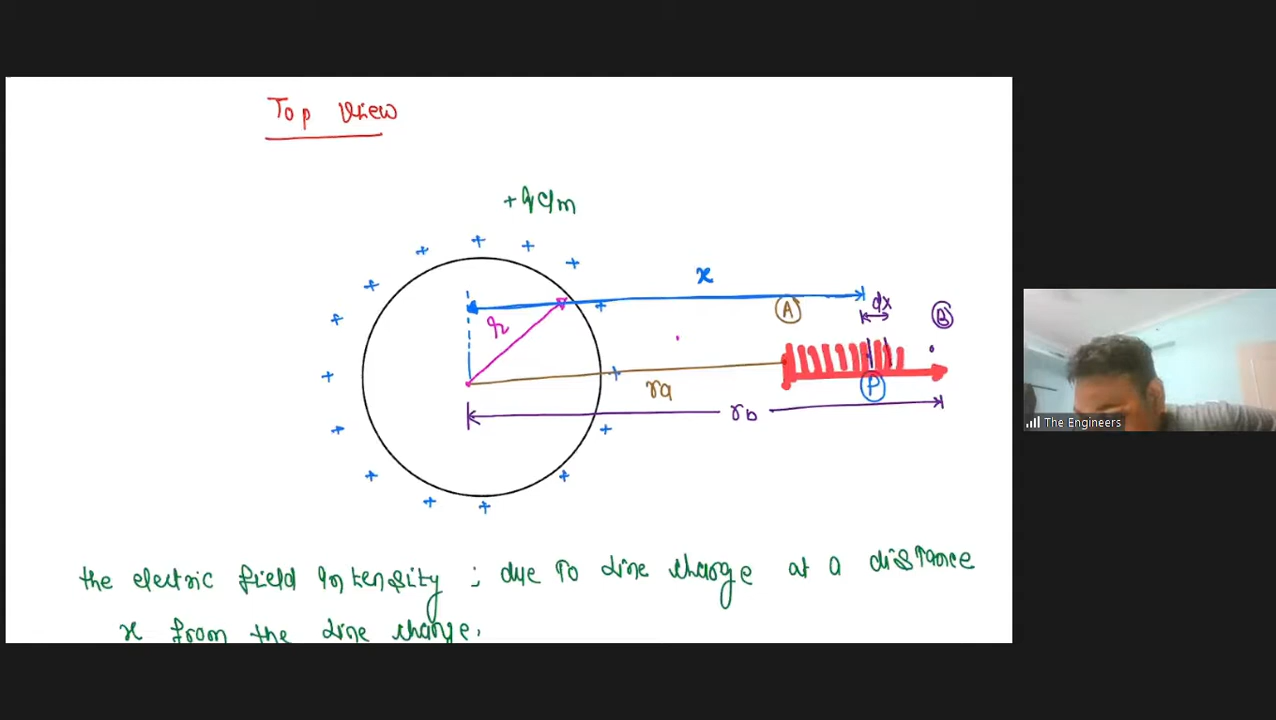 Top view
+q c/m
x
dx
A
B
r
ra
P
rb
The Engineers
the electric field intensity ; due to line charge at a distance
x from the line charge.